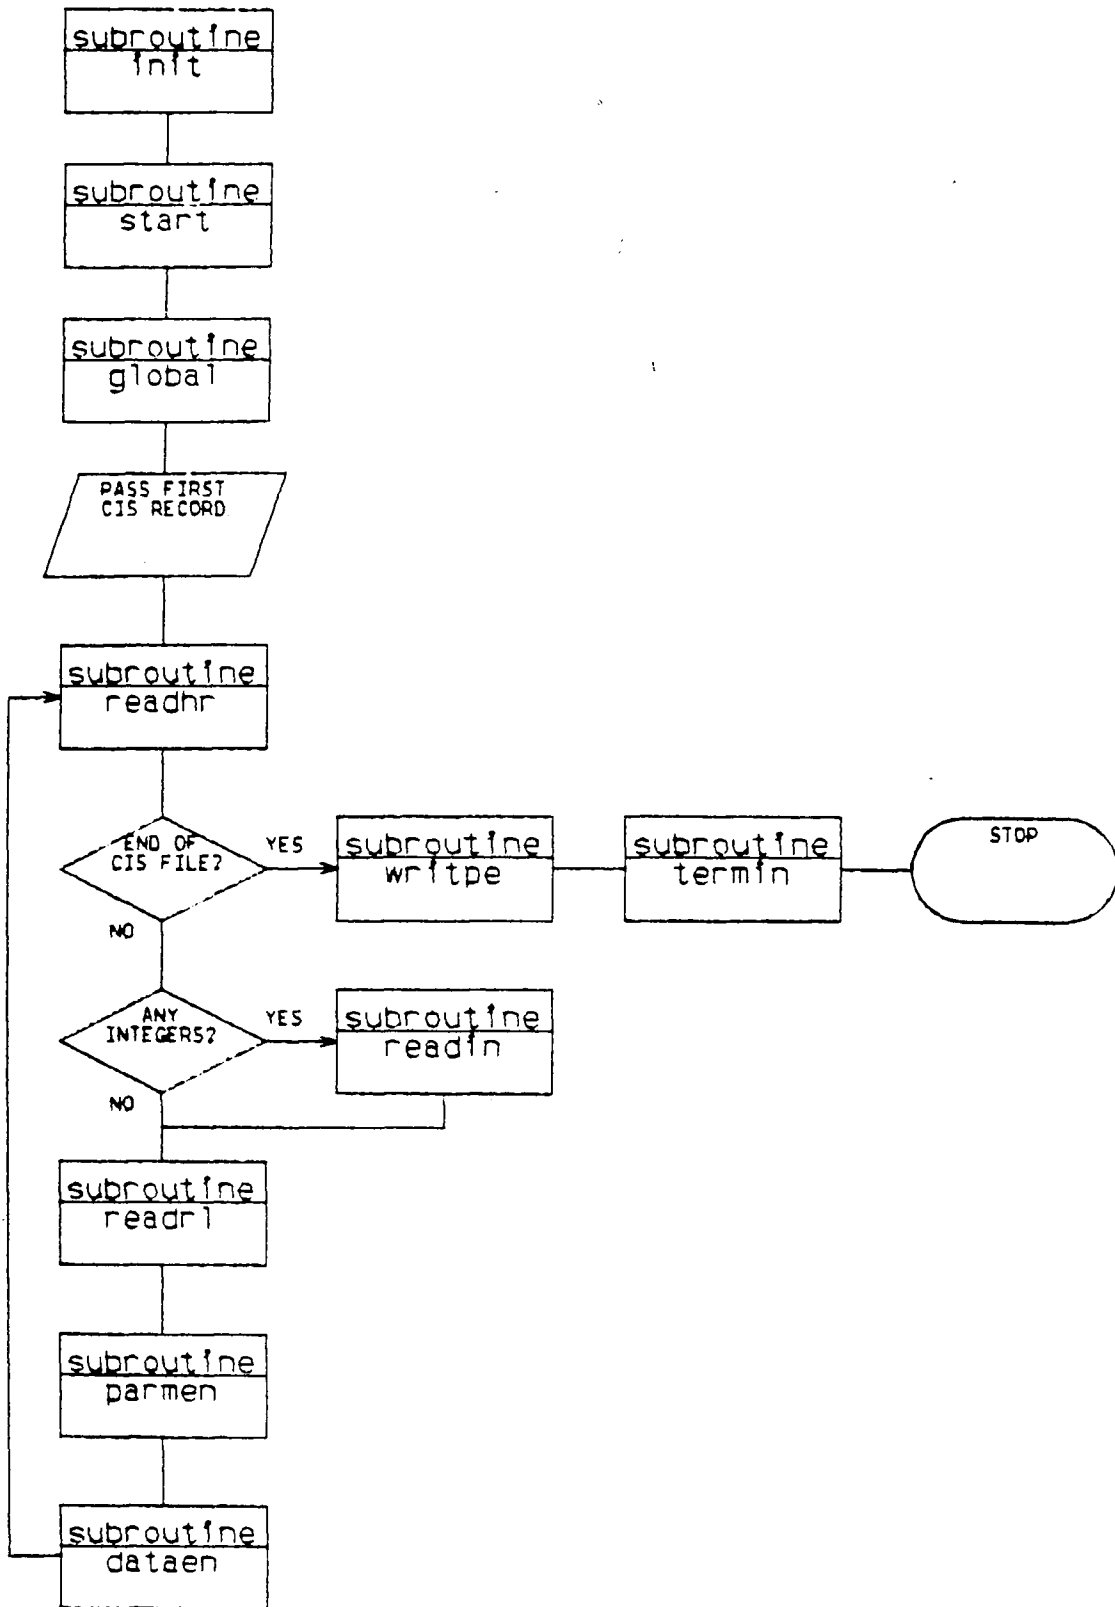 subroutine
init
subroutine
start
subroutine
global
PASS FIRST
CIS RECORD
subroutine
readhr
END OF
CIS FILE?
YES
subroutine
writpe
subroutine
termin
STOP
NO
ANY
INTEGERS?
YES
subroutine
readin
NO
subroutine
readrl
subroutine
parmen
subroutine
dataen